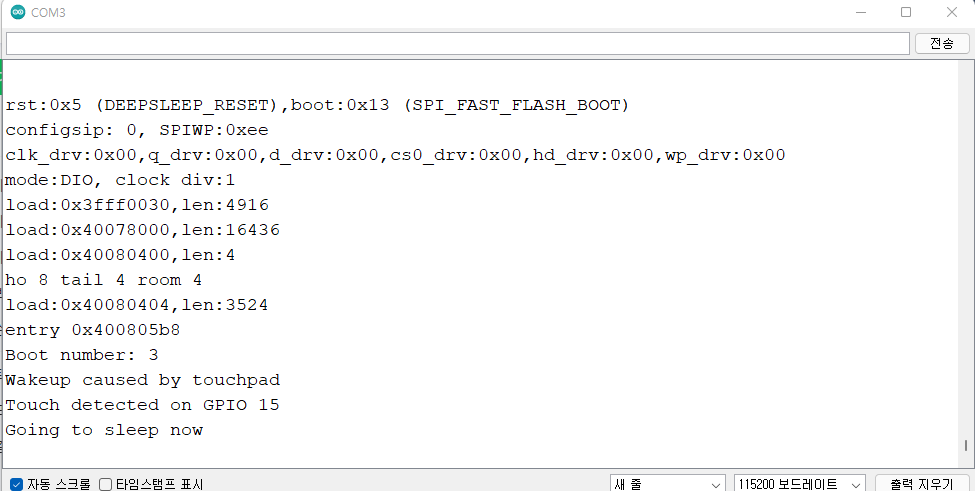 COM3
전송
rst:0x5 (DEEPSLEEP_RESET),boot:0x13 (SPI_FAST_FLASH_BOOT)
configsip: 0, SPIWP:0xee
clk_drv:0x00,q_drv:0x00,d_drv:0x00,cs0_drv:0x00,hd_drv:0x00,wp_drv:0x00
mode:DIO, clock div:1
load:0x3fff0030,len:4916
load:0x40078000,len:16436
load:0x40080400,len:4
ho 8 tail 4 room 4
load:0x40080404,len:3524
entry 0x400805b8
Boot number: 3
Wakeup caused by touchpad
Touch detected on GPIO 15
Going to sleep now
자동 스크롤 타임스탬프 표시 새 줄 115200 보드레이트 출력 지우기